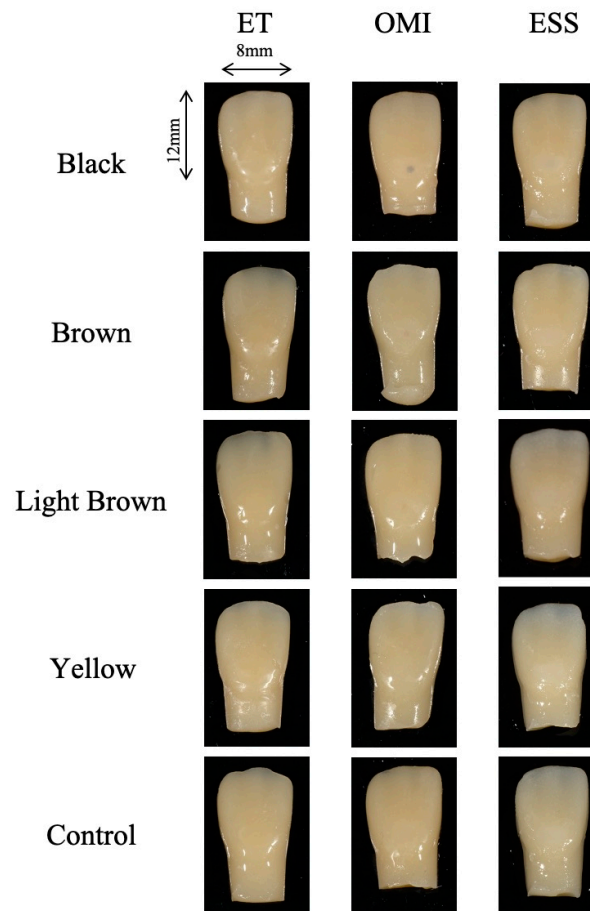 ET OMI ESS
8mm
12mm
Black
Brown
Light Brown
Yellow
Control